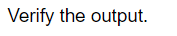 Verify the output.